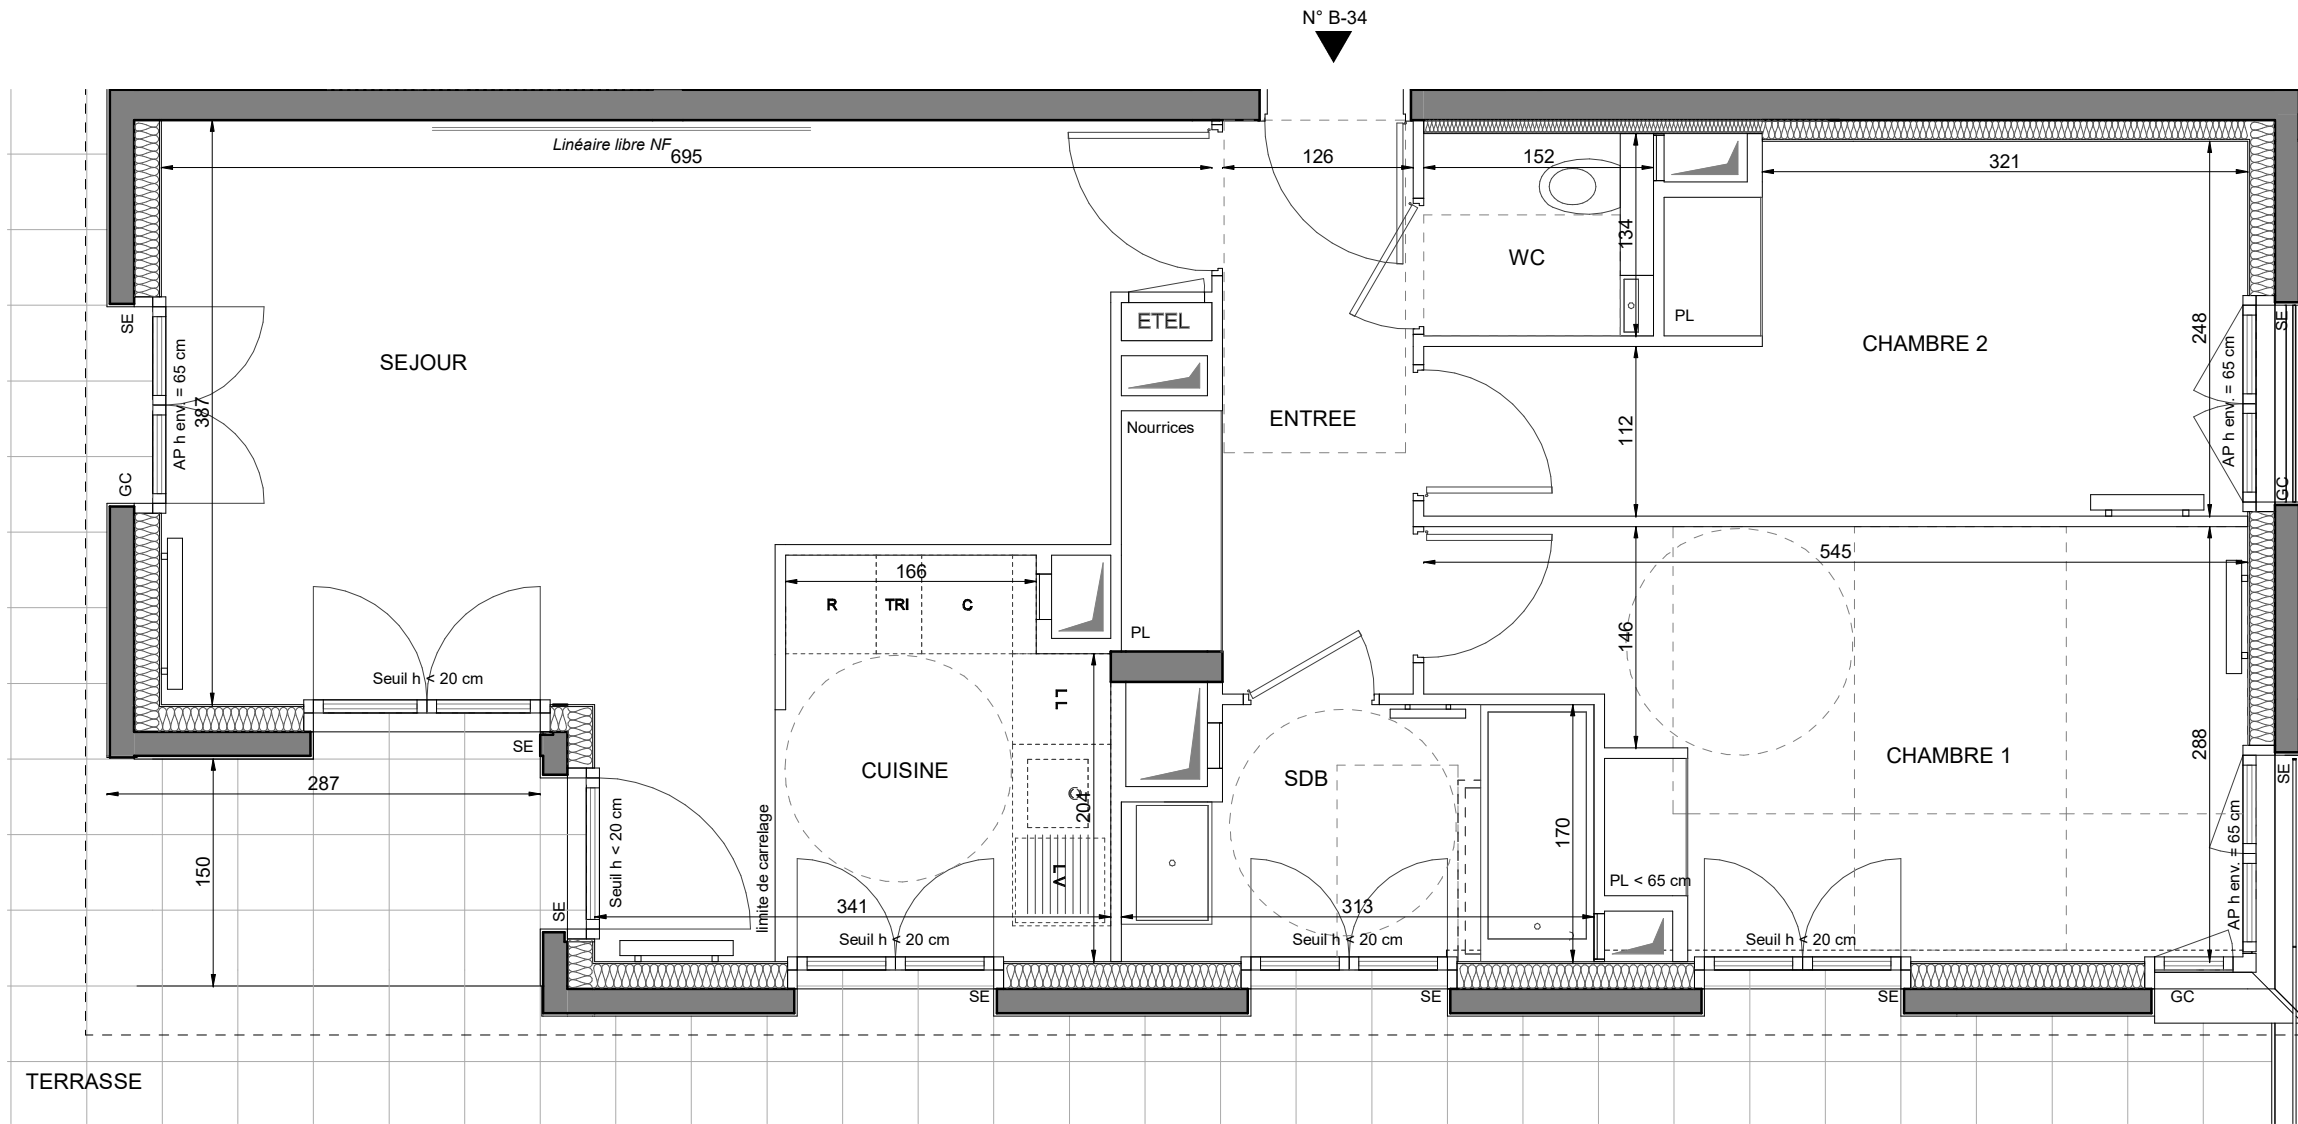 N° B-34
Linéaire libre NF
695
126
152
321
134
WC
ETEL
PL
SE
SE
248
CHAMBRE 2
SEJOUR
AP h env. = 65 cm
387
AP h env. = 65 cm
ENTREE
Nourrices
112
GC
GC
545
166
R
TRI
C
PL
146
Seuil h < 20 cm
LL
SE
287
CUISINE
SDB
CHAMBRE 1
288
SE
204
170
150
Seuil h < 20 cm
limite de carrelage
LV
PL < 65 cm
AP h env. = 65 cm
SE
341
313
Seuil h < 20 cm
Seuil h < 20 cm
Seuil h < 20 cm
SE
SE
SE
GC
TERRASSE